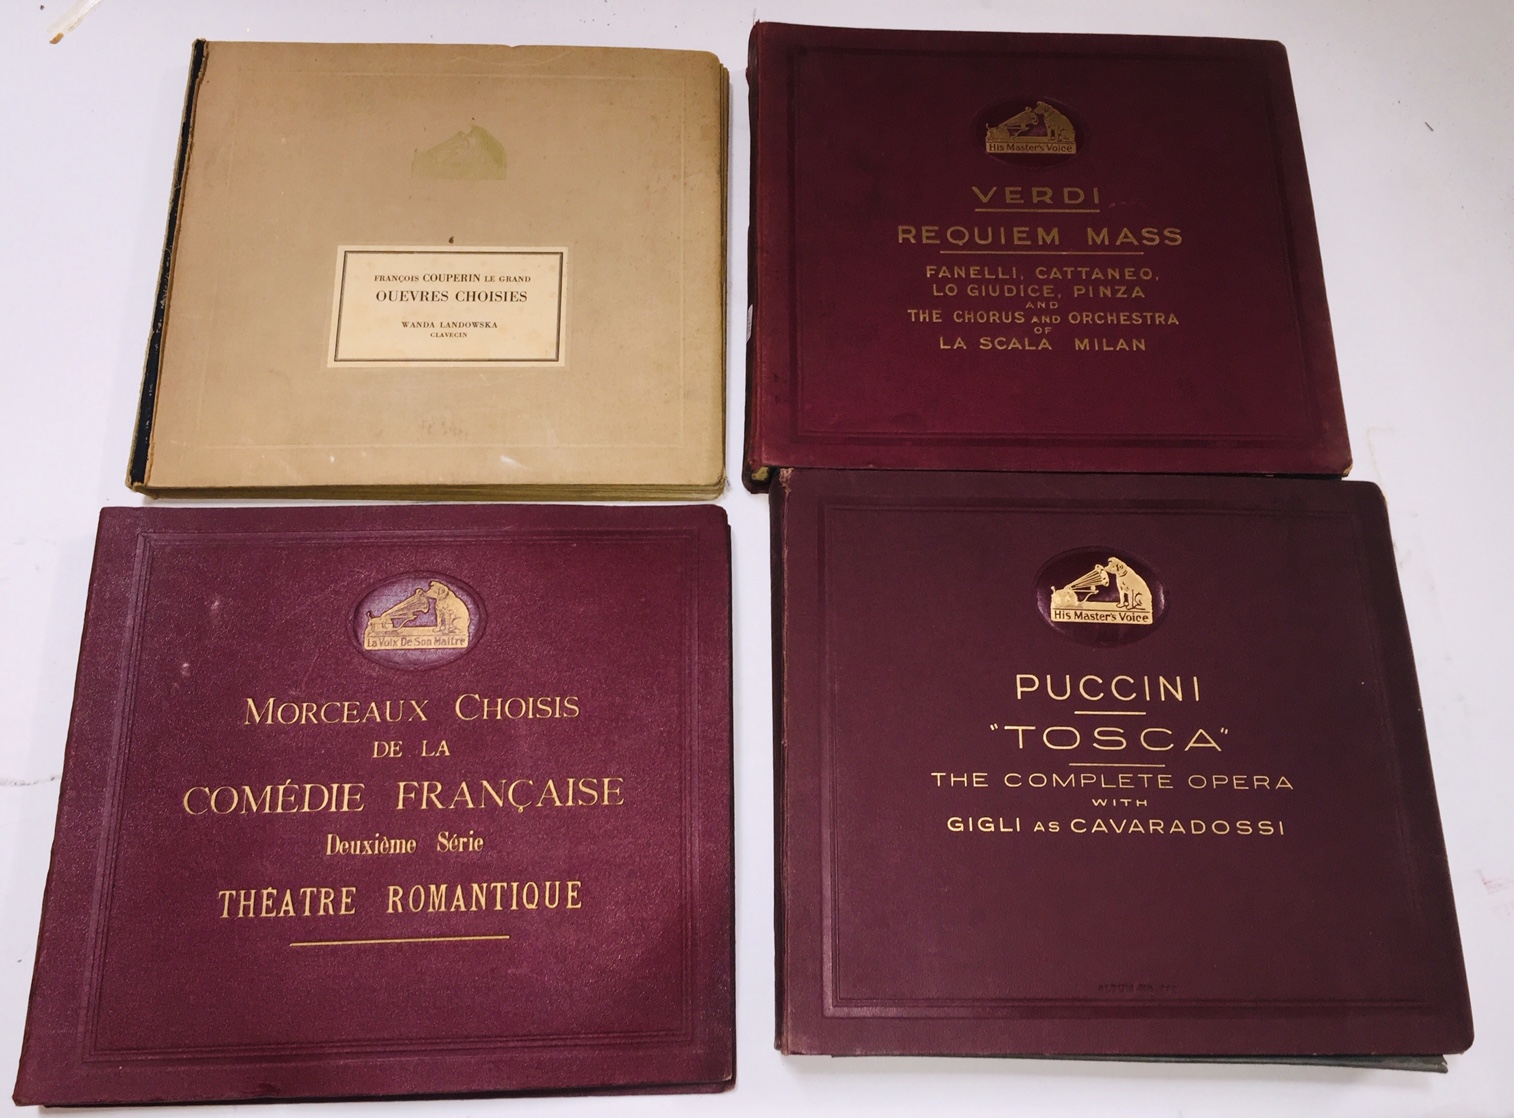 FRANÇOIS COUPERIN LE GRAND
OUEVRES CHOISIES
WANDA LANDOWSKA
CLAVECIN
His Master's Voice
VERDI
REQUIEM MASS
FANELLI, CATTANEO,
LO GIUDICE, PINZA
AND
THE CHORUS AND ORCHESTRA
OF
LA SCALA MILAN
La Voix De Son Maître
MORCEAUX CHOISIS
DE LA
COMÉDIE FRANÇAISE
Deuxième Série
THÉATRE ROMANTIQUE
His Master's Voice
PUCCINI
"TOSCA"
THE COMPLETE OPERA
WITH
GIGLI AS CAVARADOSSI
ALBUM NO.